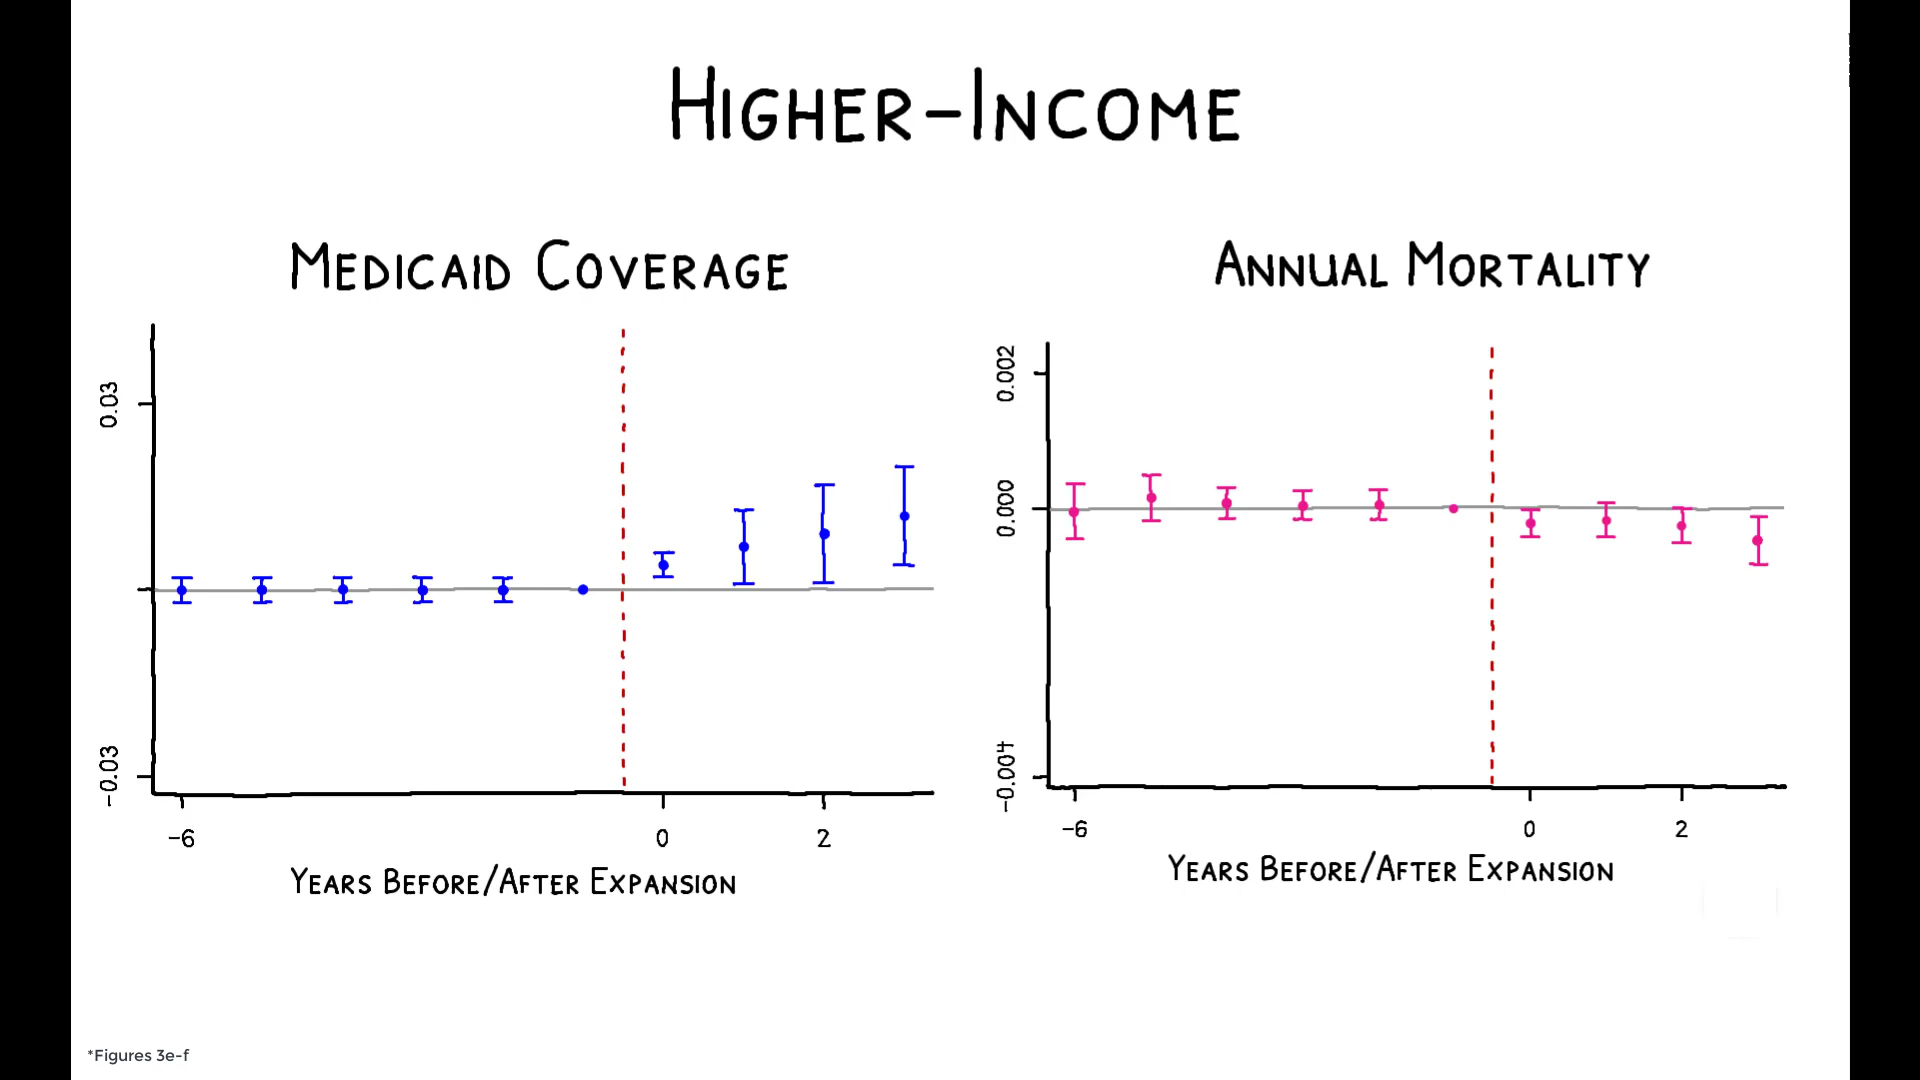 Higher-Income
Medicaid Coverage
0.03
-0.03
-6 0 2
Years Before/After Expansion
Annual Mortality
0.002
0.000
-0.004
-6 0 2
Years Before/After Expansion
*Figures 3e-f